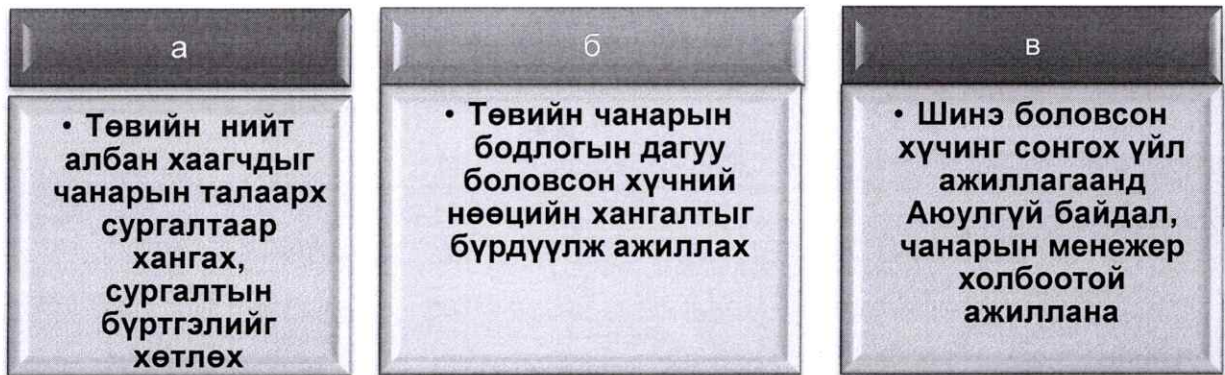 а
• Төвийн нийт
албан хаагчдыг
чанарын талаарх
сургалтаар
хангах,
сургалтын
бүртгэлийг
хөтлөх
б
• Төвийн чанарын
бодлогын дагуу
боловсон хүчний
нөөцийн хангалтыг
бүрдүүлж ажиллах
в
• Шинэ боловсон
хүчинг сонгох үйл
ажиллагаанд
Аюулгүй байдал,
чанарын менежер
холбоотой
ажиллана